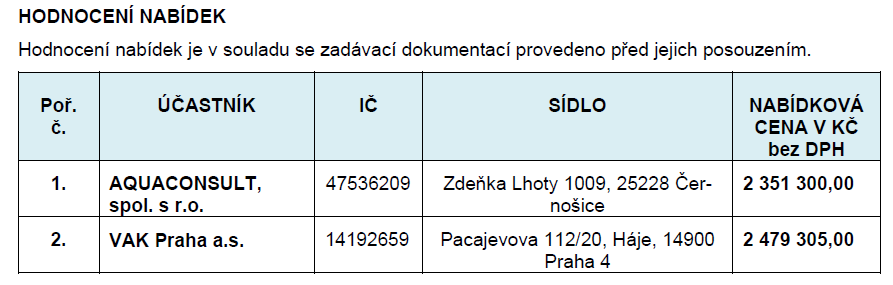 HODNOCENÍ NABÍDEK
Hodnocení nabídek je v souladu se zadávací dokumentací provedeno před jejich posouzením.
Poř. č. ÚČASTNÍK IČ SÍDLO NABÍDKOVÁ CENA V KČ bez DPH
1. AQUACONSULT, spol. s r.o. 47536209 Zdeňka Lhoty 1009, 25228 Čer-
nošice 2 351 300,00
2. VAK Praha a.s. 14192659 Pacajevova 112/20, Háje, 14900
Praha 4 2 479 305,00